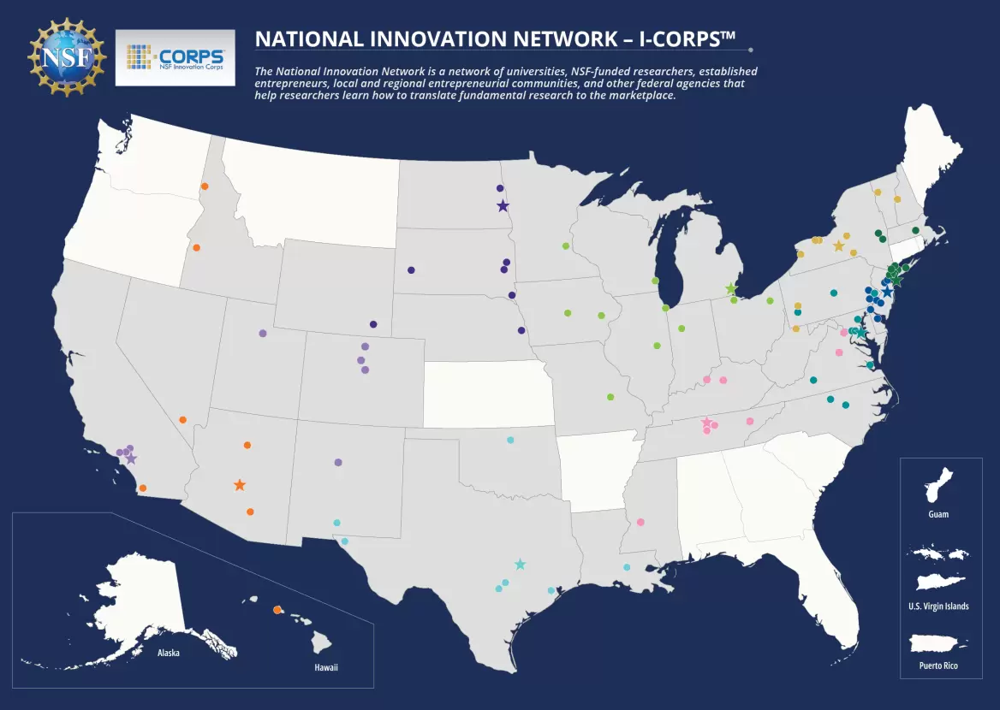 NSF
I-CORPS™
NSF Innovation Corps
NATIONAL INNOVATION NETWORK – I-CORPS™
The National Innovation Network is a network of universities, NSF-funded researchers, established
entrepreneurs, local and regional entrepreneurial communities, and other federal agencies that
help researchers learn how to translate fundamental research to the marketplace.
Guam
U.S. Virgin Islands
Alaska
Hawaii
Puerto Rico